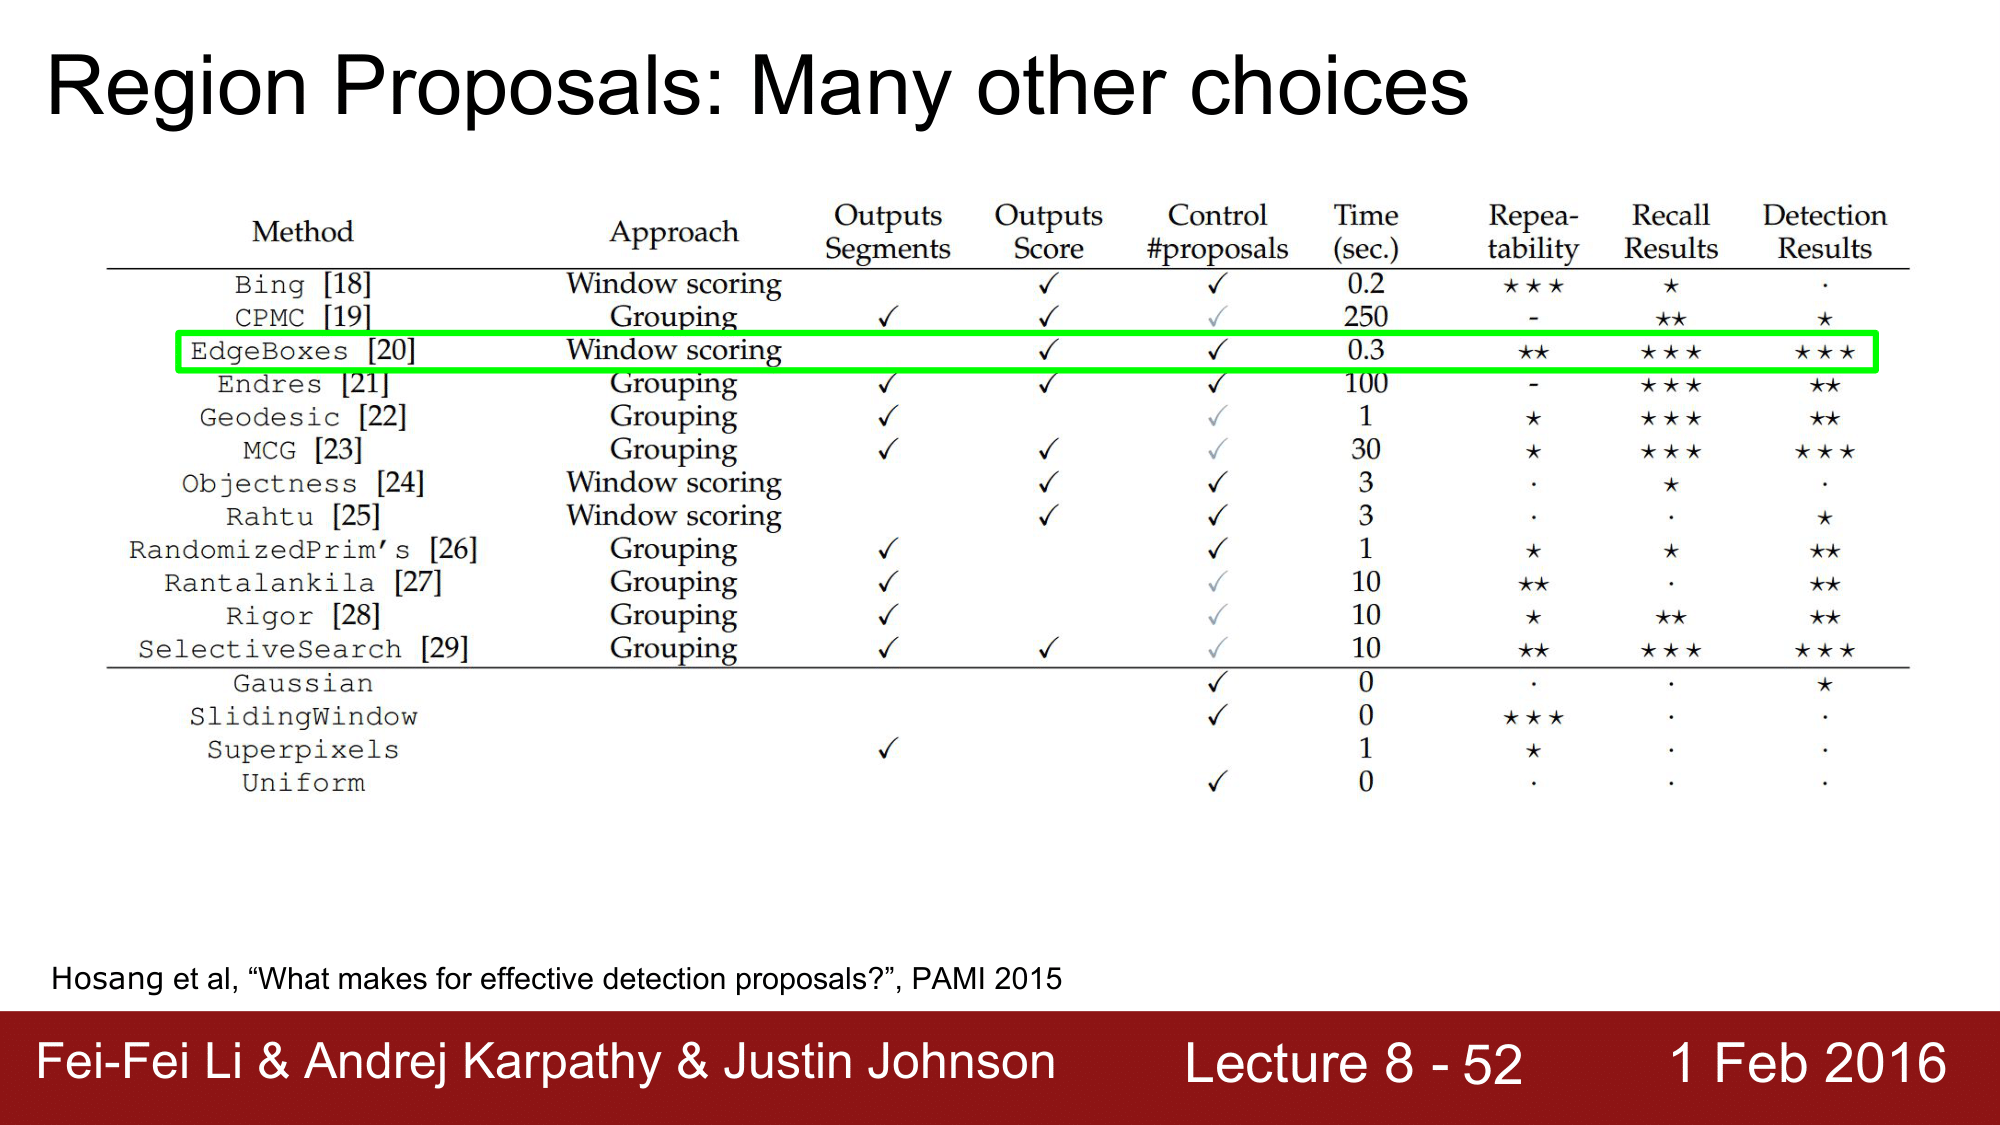 Region Proposals: Many other choices
Method Approach Outputs Segments Outputs Score Control #proposals Time (sec.) Repea-tability Recall Results Detection Results
Bing [18] Window scoring ✓ ✓ 0.2 ⋆⋆⋆ ⋆ ·
CPMC [19] Grouping ✓ ✓ ✓ 250 - ⋆⋆ ⋆
EdgeBoxes [20] Window scoring ✓ ✓ 0.3 ⋆⋆ ⋆⋆⋆ ⋆⋆⋆
Endres [21] Grouping ✓ ✓ ✓ 100 - ⋆⋆⋆ ⋆⋆
Geodesic [22] Grouping ✓ ✓ 1 ⋆ ⋆⋆⋆ ⋆⋆
MCG [23] Grouping ✓ ✓ ✓ 30 ⋆ ⋆⋆⋆ ⋆⋆⋆
Objectness [24] Window scoring ✓ ✓ 3 · ⋆ ·
Rahtu [25] Window scoring ✓ ✓ 3 · · ⋆
RandomizedPrim's [26] Grouping ✓ ✓ 1 ⋆ ⋆ ⋆⋆
Rantalankila [27] Grouping ✓ ✓ 10 ⋆⋆ · ⋆⋆
Rigor [28] Grouping ✓ ✓ 10 ⋆ ⋆⋆ ⋆⋆
SelectiveSearch [29] Grouping ✓ ✓ ✓ 10 ⋆⋆ ⋆⋆⋆ ⋆⋆⋆
Gaussian ✓ 0 · · ⋆
SlidingWindow ✓ 0 ⋆⋆⋆ · ·
Superpixels ✓ 1 ⋆ · ·
Uniform ✓ 0 · · ·
Hosang et al, “What makes for effective detection proposals?”, PAMI 2015
Fei-Fei Li & Andrej Karpathy & Justin Johnson Lecture 8 - 52 1 Feb 2016